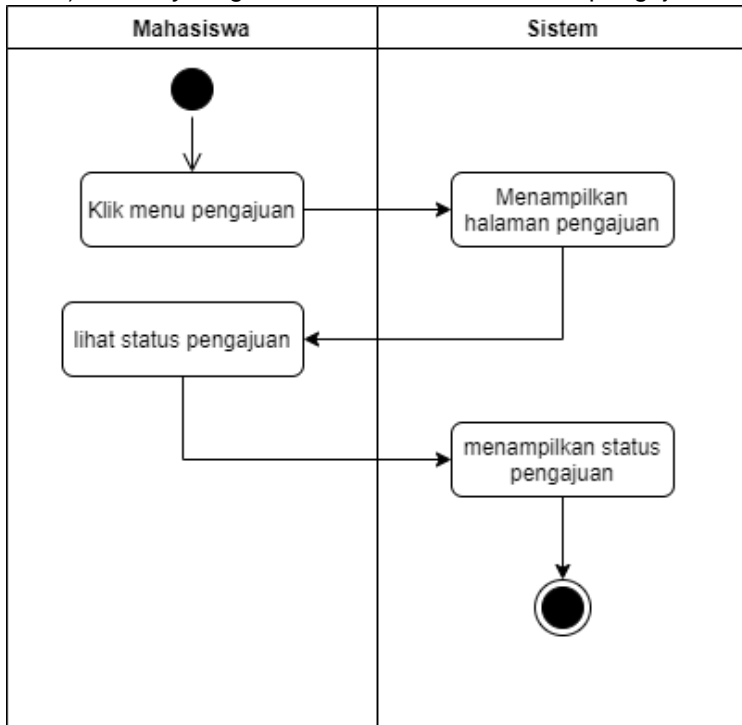 Mahasiswa
Sistem
Klik menu pengajuan
Menampilkan
halaman pengajuan
lihat status pengajuan
menampilkan status
pengajuan